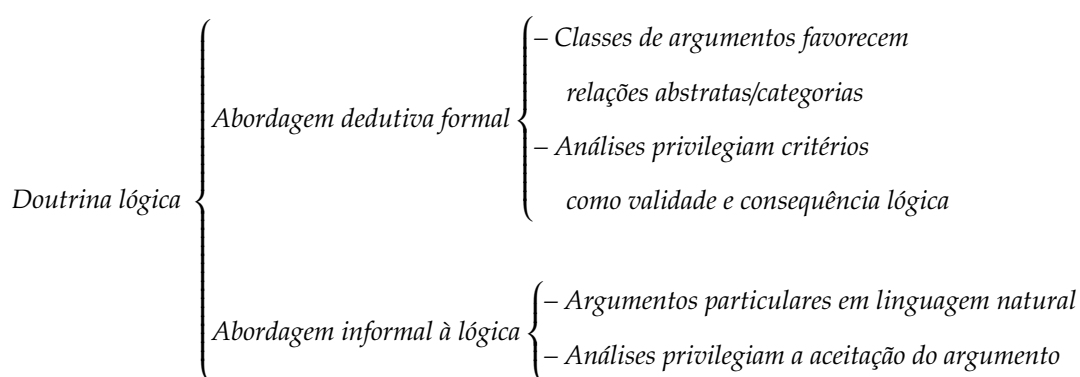 – Classes de argumentos favorecem
relações abstratas/categorias
Abordagem dedutiva formal
– Análises privilegiam critérios
como validade e consequência lógica
Doutrina lógica
– Argumentos particulares em linguagem natural
Abordagem informal à lógica
– Análises privilegiam a aceitação do argumento